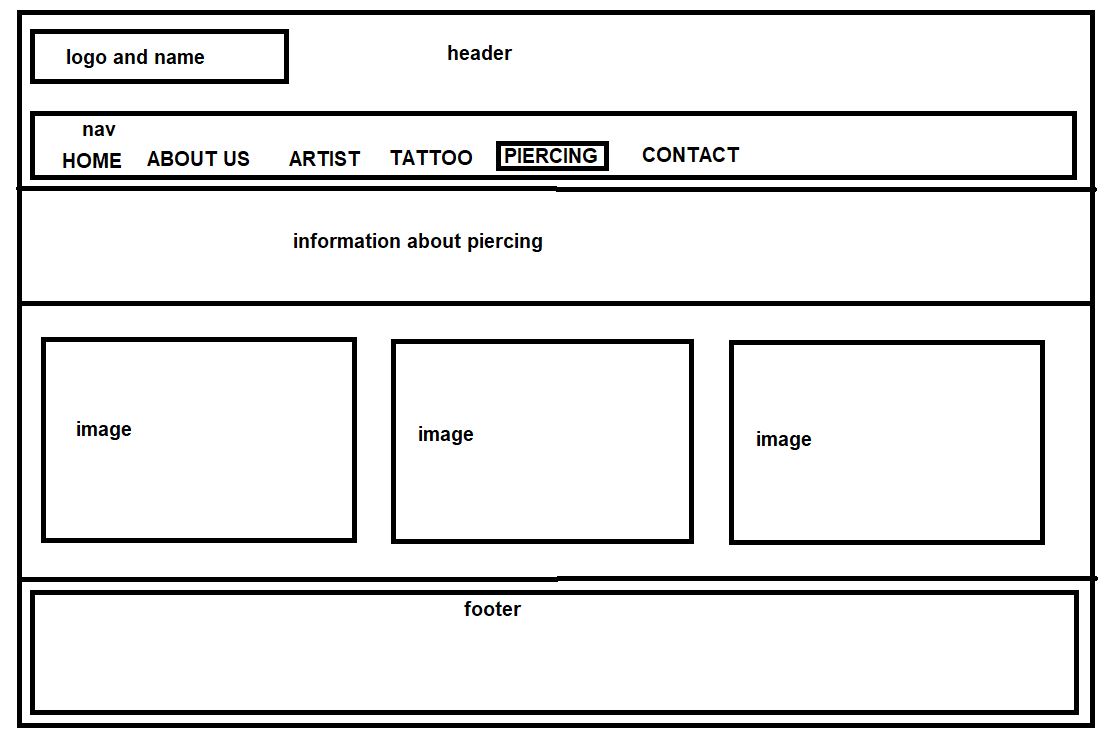 logo and name
header
nav
HOME ABOUT US ARTIST TATTOO PIERCING CONTACT
information about piercing
image
image
image
footer